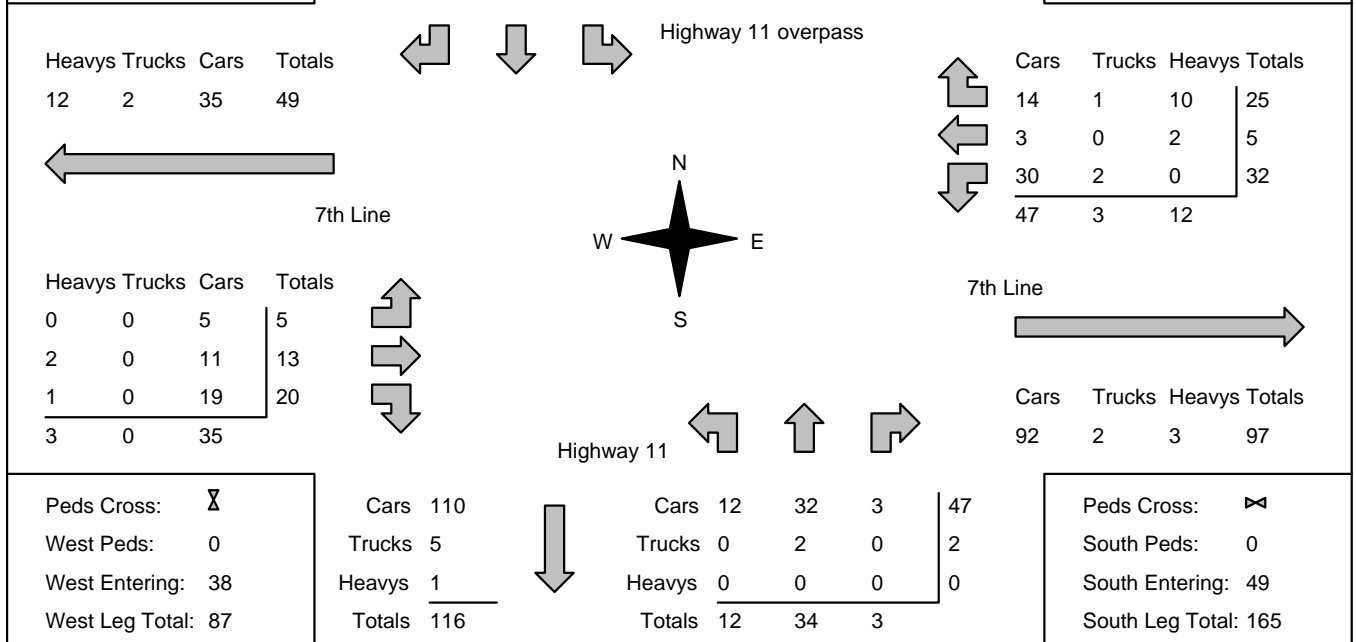 Highway 11 overpass
Heavys Trucks Cars Totals
12 2 35 49
Cars Trucks Heavys Totals
14 1 10 25
3 0 2 5
30 2 0 32
47 3 12
N
W E
S
7th Line
Heavys Trucks Cars Totals
0 0 5 5
2 0 11 13
1 0 19 20
3 0 35
7th Line
Cars Trucks Heavys Totals
92 2 3 97
Highway 11
Peds Cross:
West Peds: 0
West Entering: 38
West Leg Total: 87
Cars 110
Trucks 5
Heavys 1
Totals 116
Cars 12 32 3 47
Trucks 0 2 0 2
Heavys 0 0 0 0
Totals 12 34 3
Peds Cross:
South Peds: 0
South Entering: 49
South Leg Total: 165